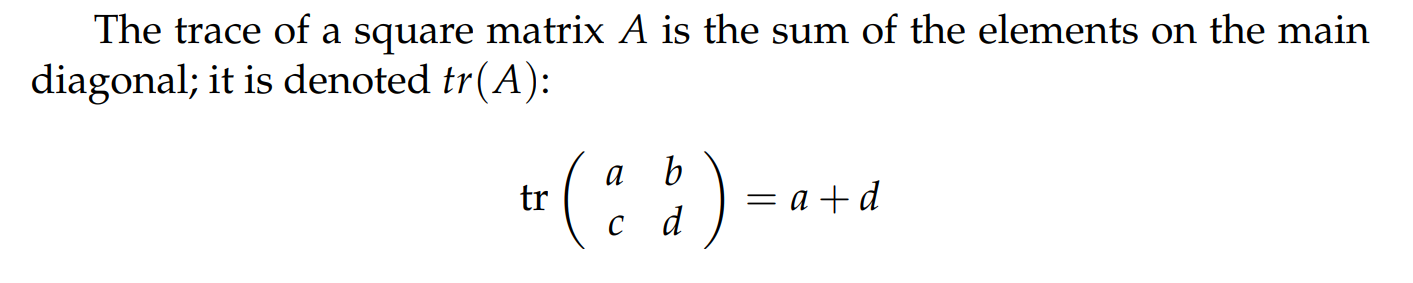 The trace of a square matrix A is the sum of the elements on the main
diagonal; it is denoted tr(A):
tr ( a b
c d ) = a + d